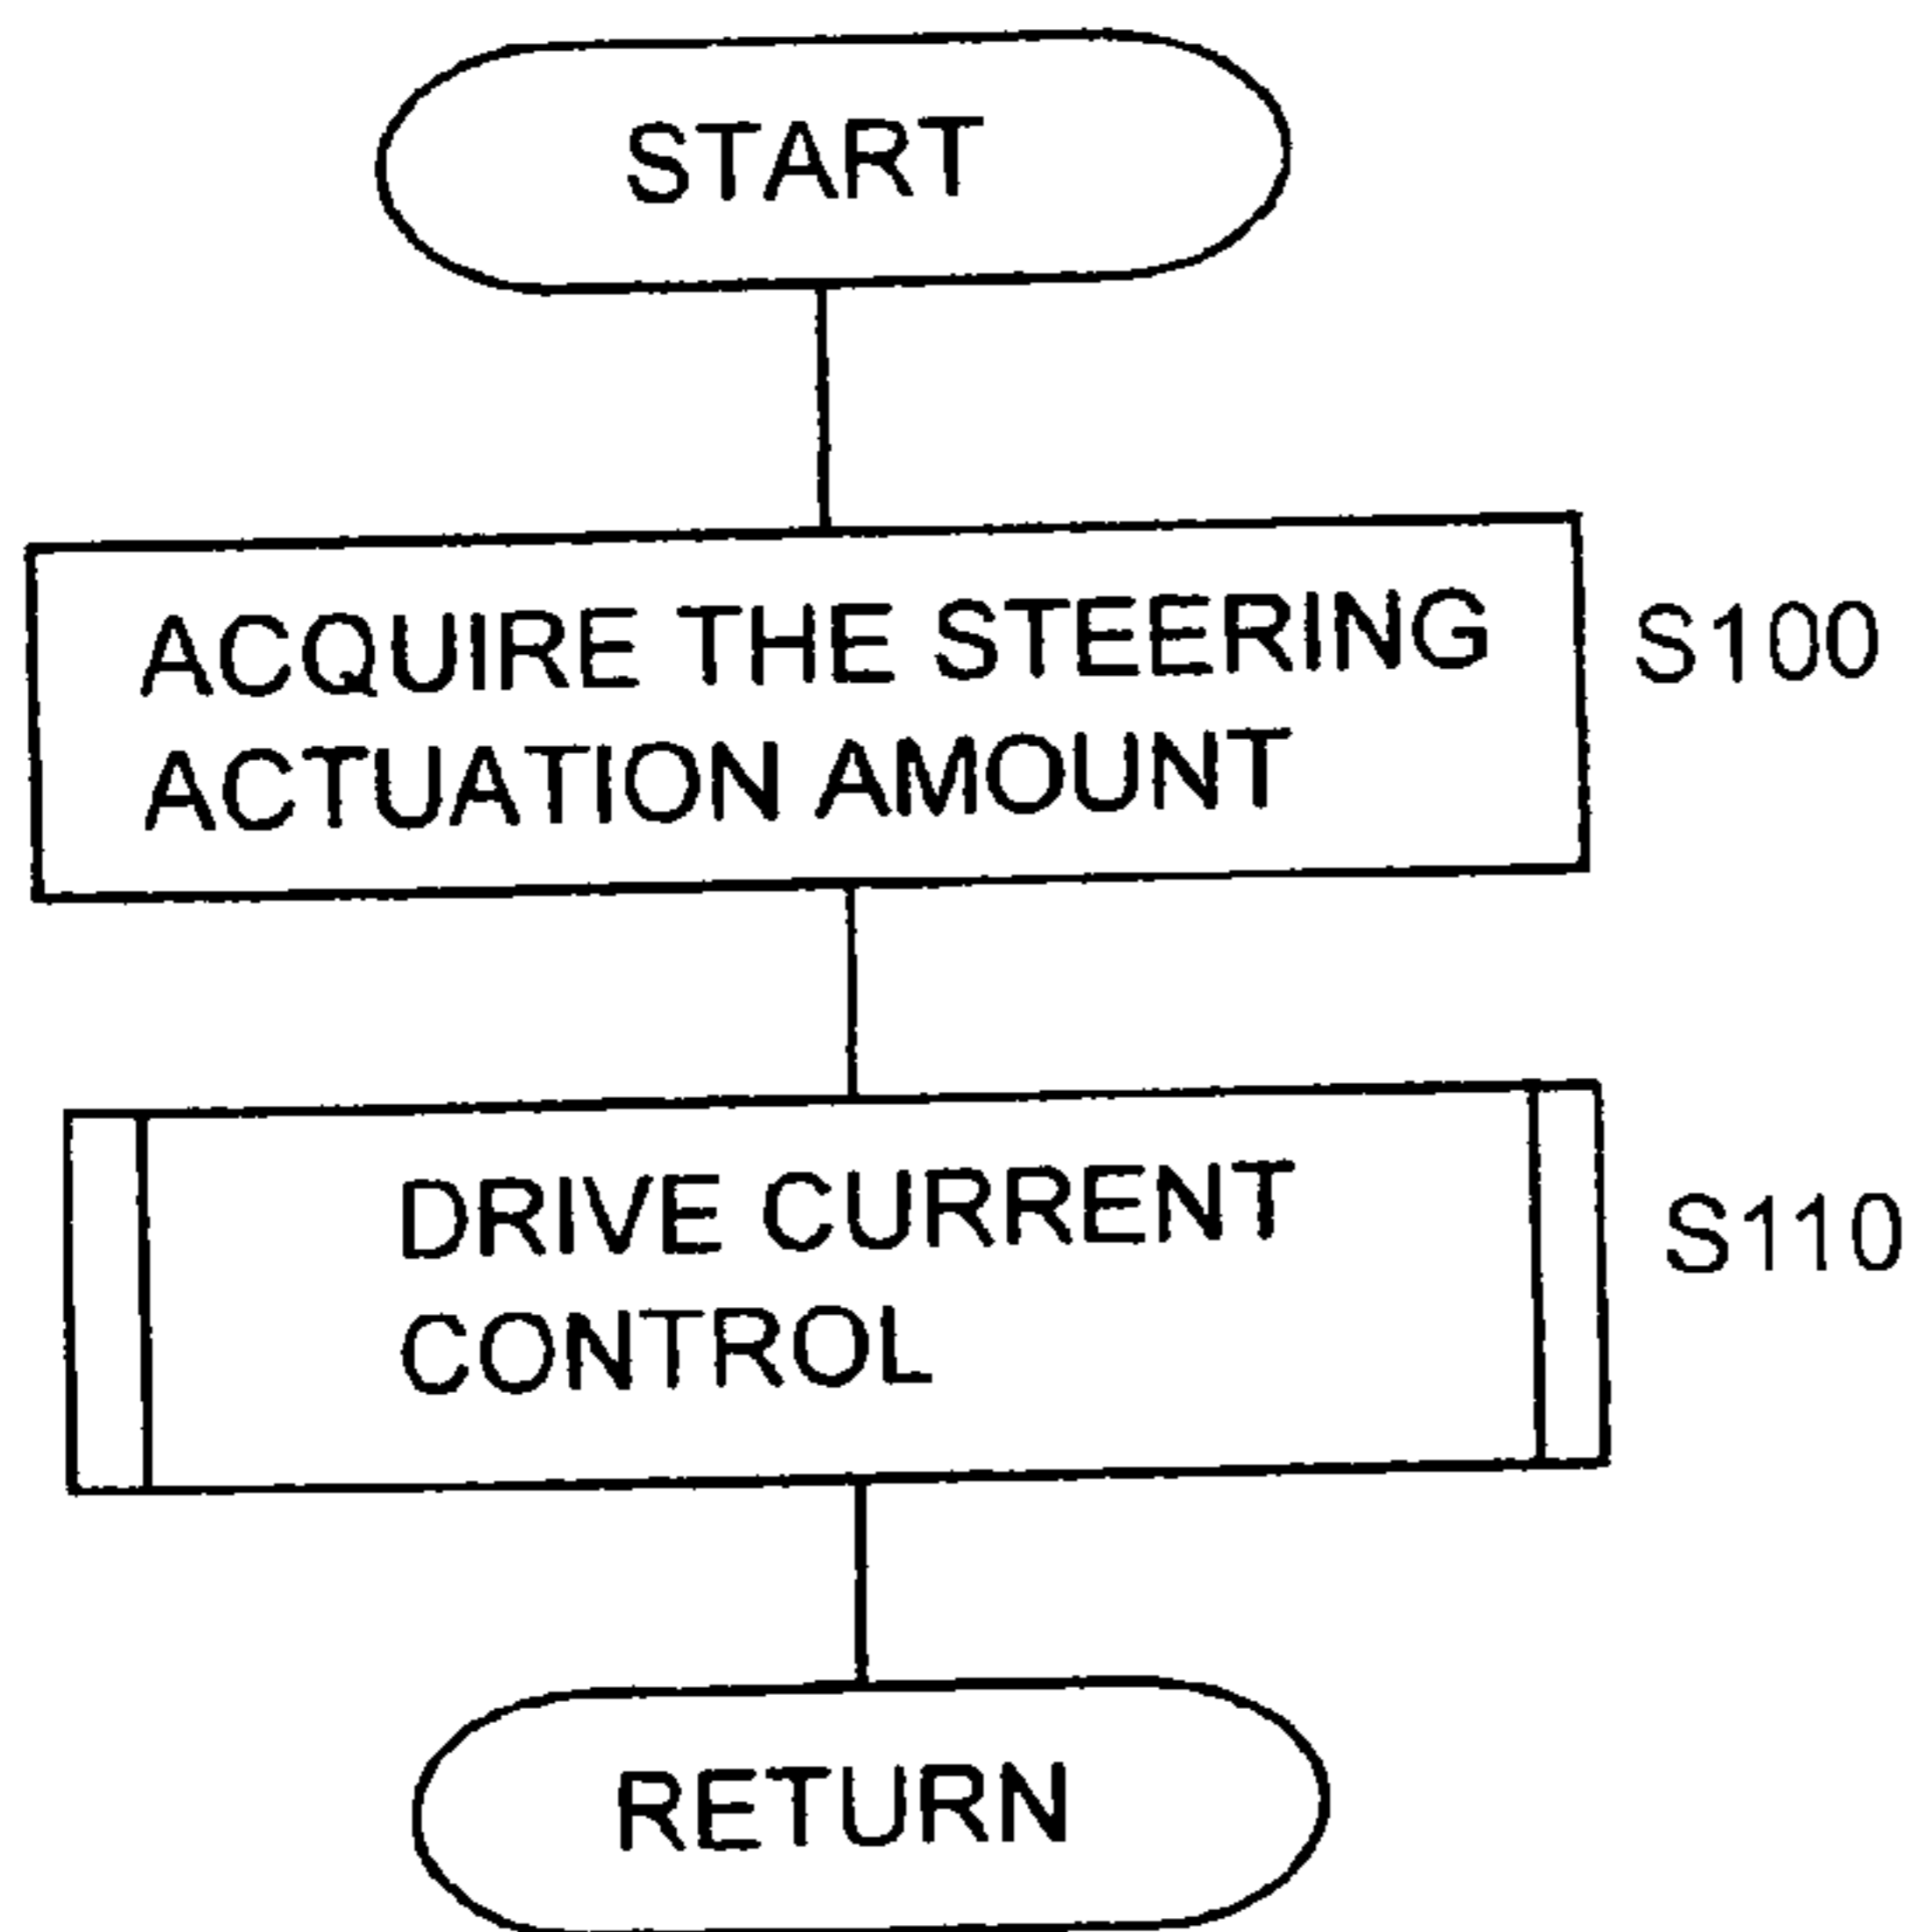 START
ACQUIRE THE STEERING
ACTUATION AMOUNT
S100
DRIVE CURRENT
CONTROL
S110
RETURN